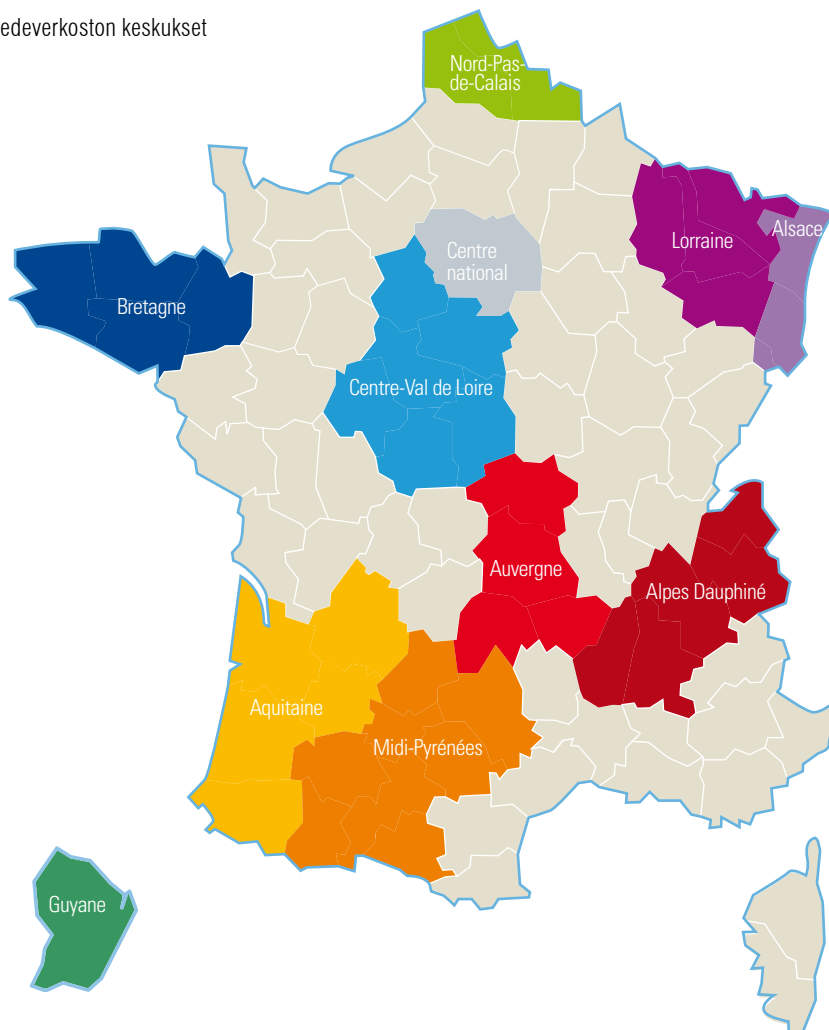 edeverkoston keskukset
Nord-Pas-
de-Calais
Lorraine
Alsace
Centre
national
Bretagne
Centre-Val de Loire
Auvergne
Alpes Dauphiné
Aquitaine
Midi-Pyrénées
Guyane